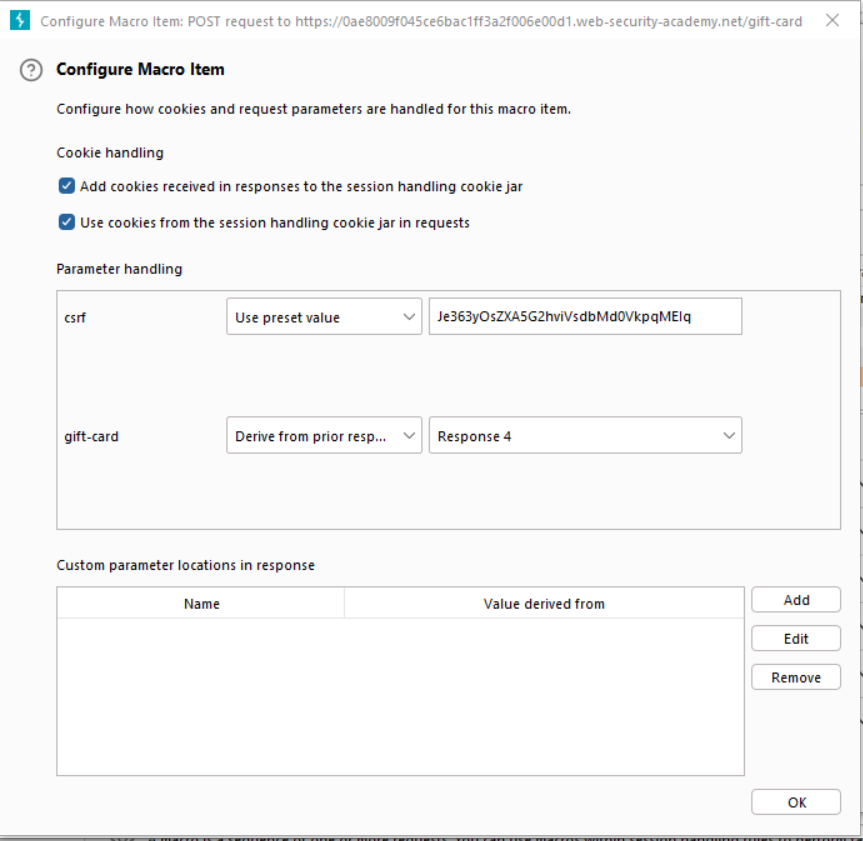 Configure Macro Item: POST request to https://0ae8009f045ce6bac1ff3a2f006e00d1.web-security-academy.net/gift-card
Configure Macro Item
Configure how cookies and request parameters are handled for this macro item.
Cookie handling
Add cookies received in responses to the session handling cookie jar
Use cookies from the session handling cookie jar in requests
Parameter handling
csrf Use preset value Je363yOsZXA5G2hviVsdbMd0VkpqMEIq
gift-card Derive from prior resp... Response 4
Custom parameter locations in response
Name Value derived from Add
Edit
Remove
OK